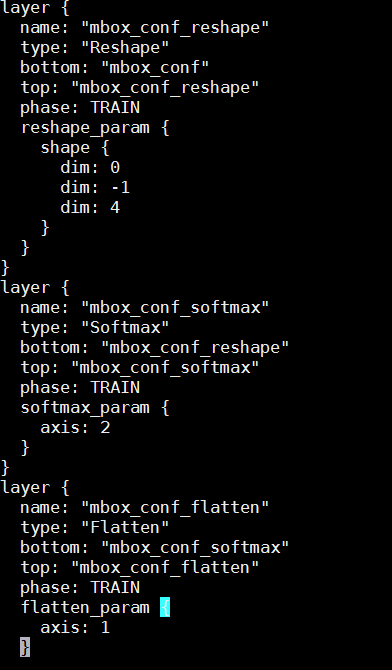 layer {
  name: "mbox_conf_reshape"
  type: "Reshape"
  bottom: "mbox_conf"
  top: "mbox_conf_reshape"
  phase: TRAIN
  reshape_param {
    shape {
      dim: 0
      dim: -1
      dim: 4
    }
  }
}
layer {
  name: "mbox_conf_softmax"
  type: "Softmax"
  bottom: "mbox_conf_reshape"
  top: "mbox_conf_softmax"
  phase: TRAIN
  softmax_param {
    axis: 2
  }
}
layer {
  name: "mbox_conf_flatten"
  type: "Flatten"
  bottom: "mbox_conf_softmax"
  top: "mbox_conf_flatten"
  phase: TRAIN
  flatten_param {
    axis: 1
  }